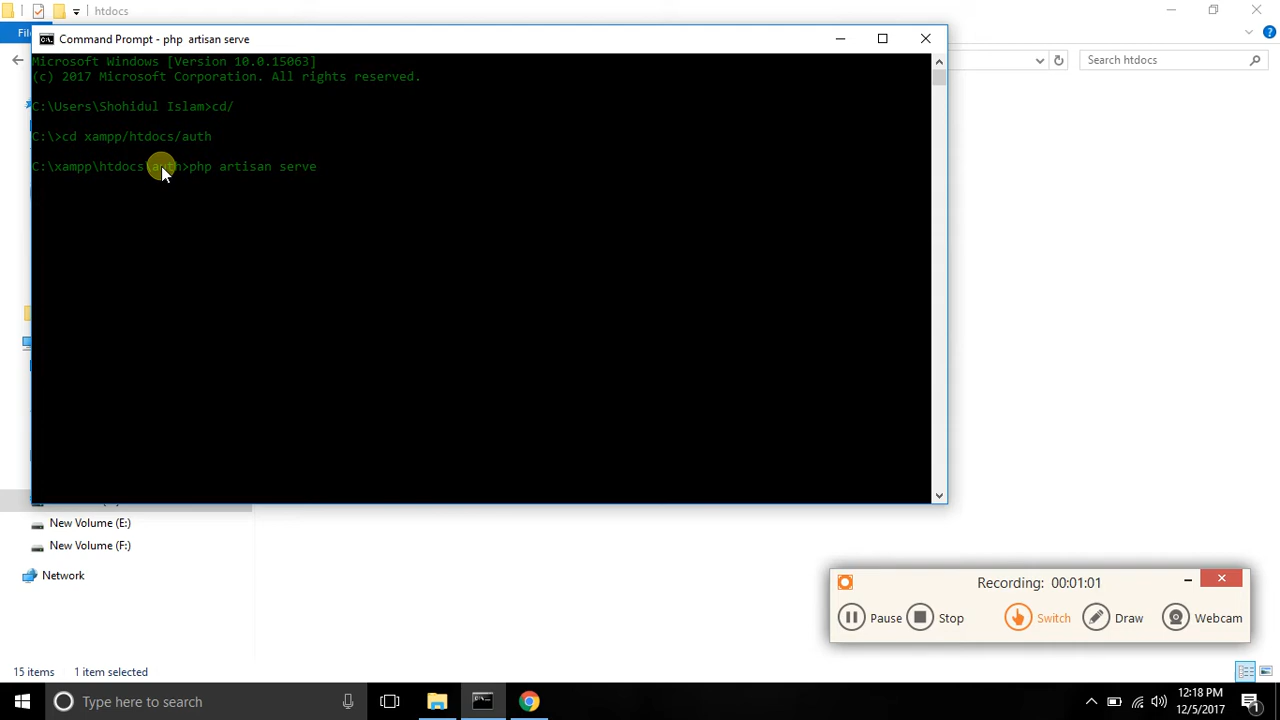 htdocs
Command Prompt - php  artisan serve
Fil
Search htdocs
Microsoft Windows [Version 10.0.15063]
(c) 2017 Microsoft Corporation. All rights reserved.
C:\Users\Shohidul Islam>cd/
C:\>cd xampp/htdocs/auth
C:\xampp\htdocs\auth>php artisan serve
New Volume (E:)
New Volume (F:)
Network
Recording: 00:01:01
Pause
Stop
Switch
Draw
Webcam
15 items
1 item selected
Type here to search
12:18 PM
12/5/2017
1